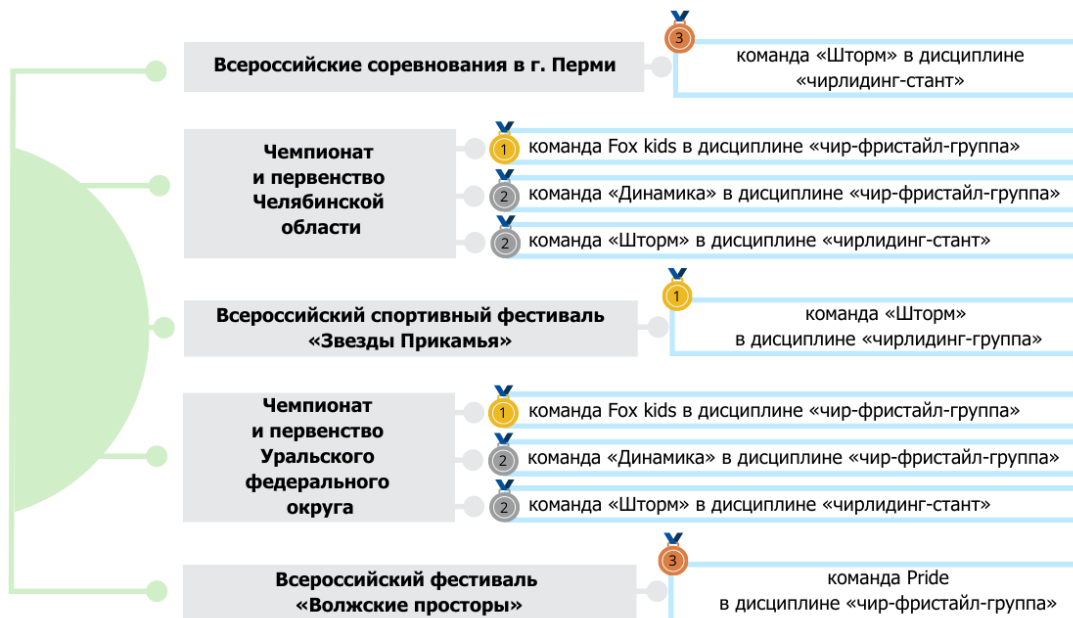 Всероссийские соревнования в г. Перми
3
команда «Шторм» в дисциплине
«чирлидинг-стант»
Чемпионат
и первенство
Челябинской
области
1
команда Fox kids в дисциплине «чир-фристайл-группа»
2
команда «Динамика» в дисциплине «чир-фристайл-группа»
2
команда «Шторм» в дисциплине «чирлидинг-стант»
Всероссийский спортивный фестиваль
«Звезды Прикамья»
1
команда «Шторм»
в дисциплине «чирлидинг-группа»
Чемпионат
и первенство
Уральского
федерального
округа
1
команда Fox kids в дисциплине «чир-фристайл-группа»
2
команда «Динамика» в дисциплине «чир-фристайл-группа»
2
команда «Шторм» в дисциплине «чирлидинг-стант»
Всероссийский фестиваль
«Волжские просторы»
3
команда Pride
в дисциплине «чир-фристайл-группа»